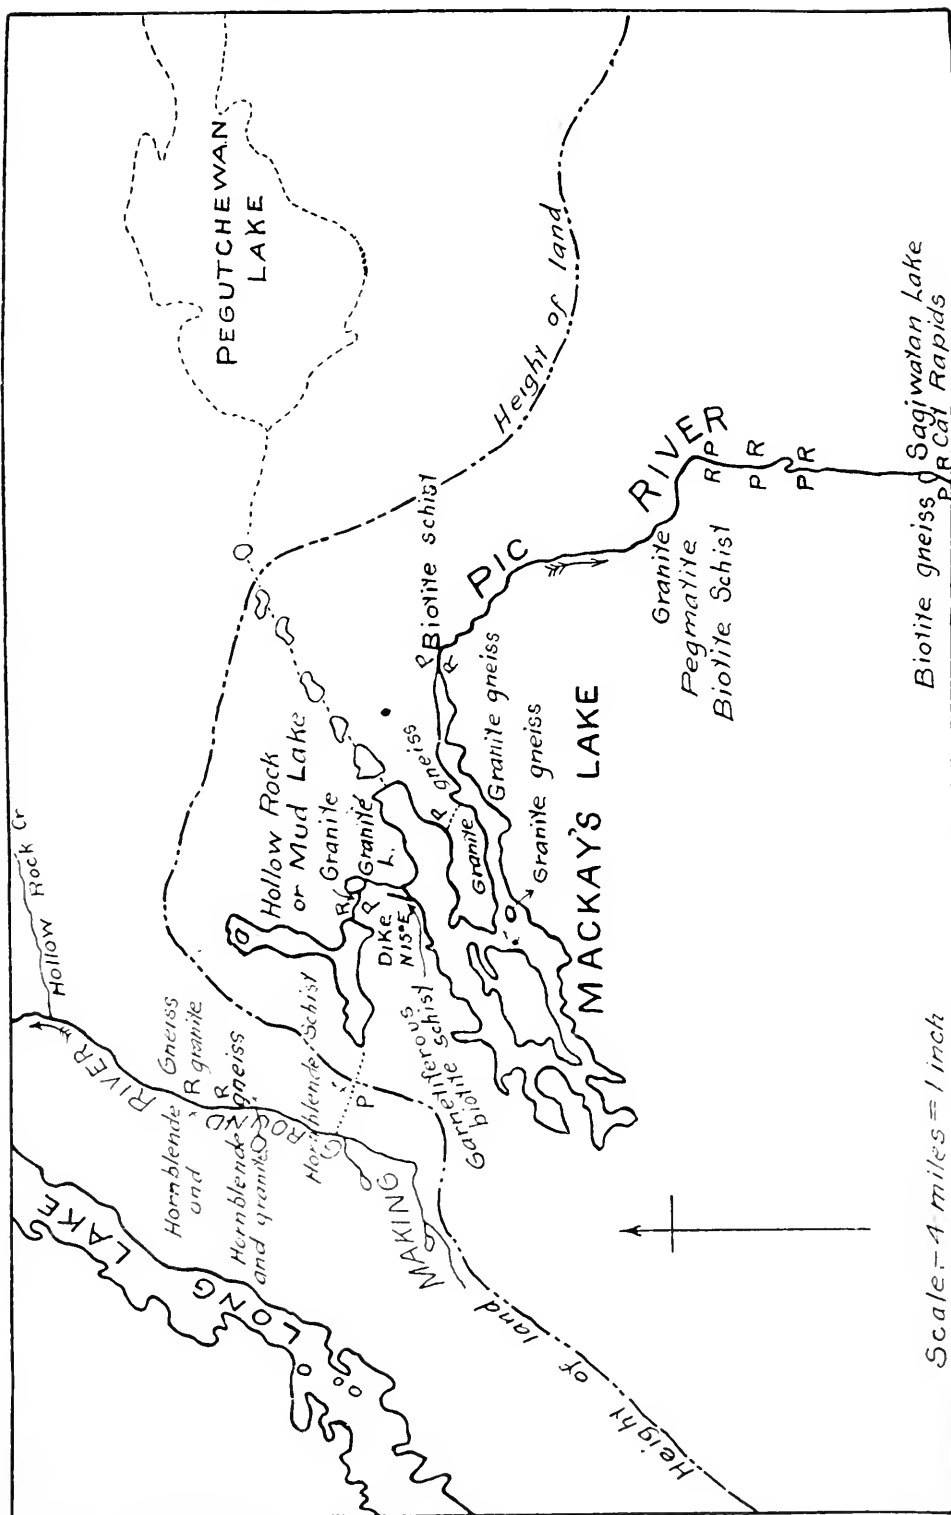 PEGUTCHEWAN
LAKE
Height of land
Hollow Rock Cr
RIVER
Hornblende Gneiss
and
R granite
R
Hornblende gneiss
and granite
ROUND
MAKING
Hornblende Schist
P
LONG LAKE
Hollow Rock
or Mud Lake
Granite
R
Granite
L.
P
DIKE
N15°E
Garnetiferous
biotite schist
P gneiss
Granite
P
R
Biotite schist
Granite gneiss
Granite gneiss
MACKAY'S LAKE
PIC RIVER
Granite
Pegmatite
Biotite Schist
R P
P R
P R
Biotite gneiss
Sagiwatan Lake
P R Cat Rapids
Height of land
Scale:- 4 miles = 1 inch